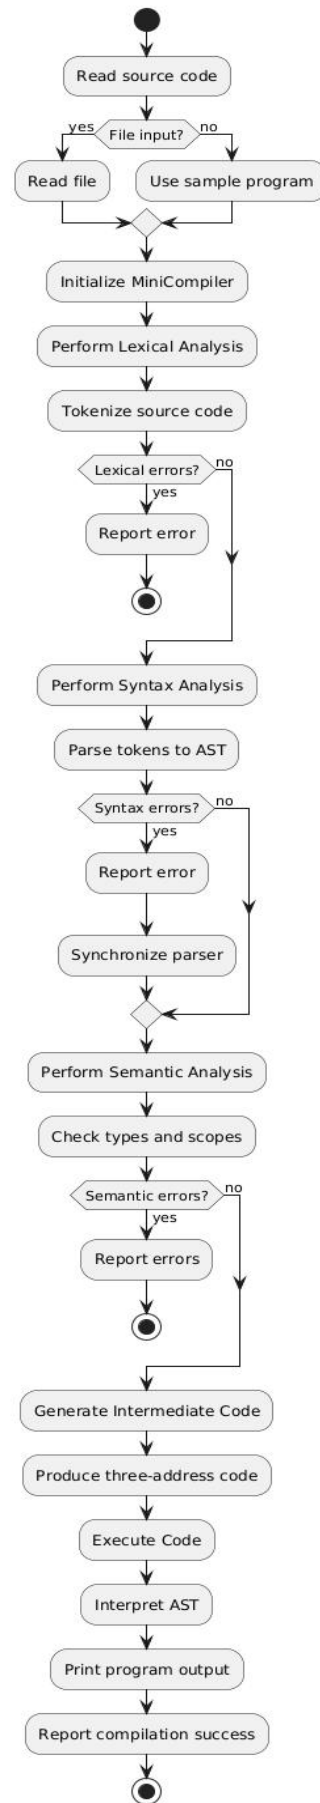 Read source code
yes
File input?
no
Read file
Use sample program
Initialize MiniCompiler
Perform Lexical Analysis
Tokenize source code
Lexical errors?
no
yes
Report error
Perform Syntax Analysis
Parse tokens to AST
Syntax errors?
no
yes
Report error
Synchronize parser
Perform Semantic Analysis
Check types and scopes
Semantic errors?
no
yes
Report errors
Generate Intermediate Code
Produce three-address code
Execute Code
Interpret AST
Print program output
Report compilation success